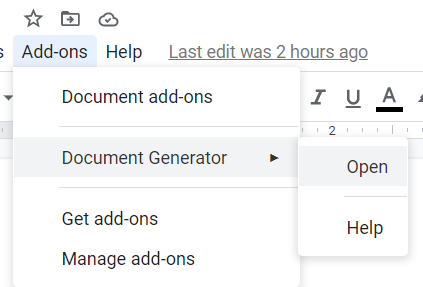 s Add-ons Help Last edit was 2 hours ago
Document add-ons
I U A
2
Document Generator
Open
Get add-ons
Help
Manage add-ons